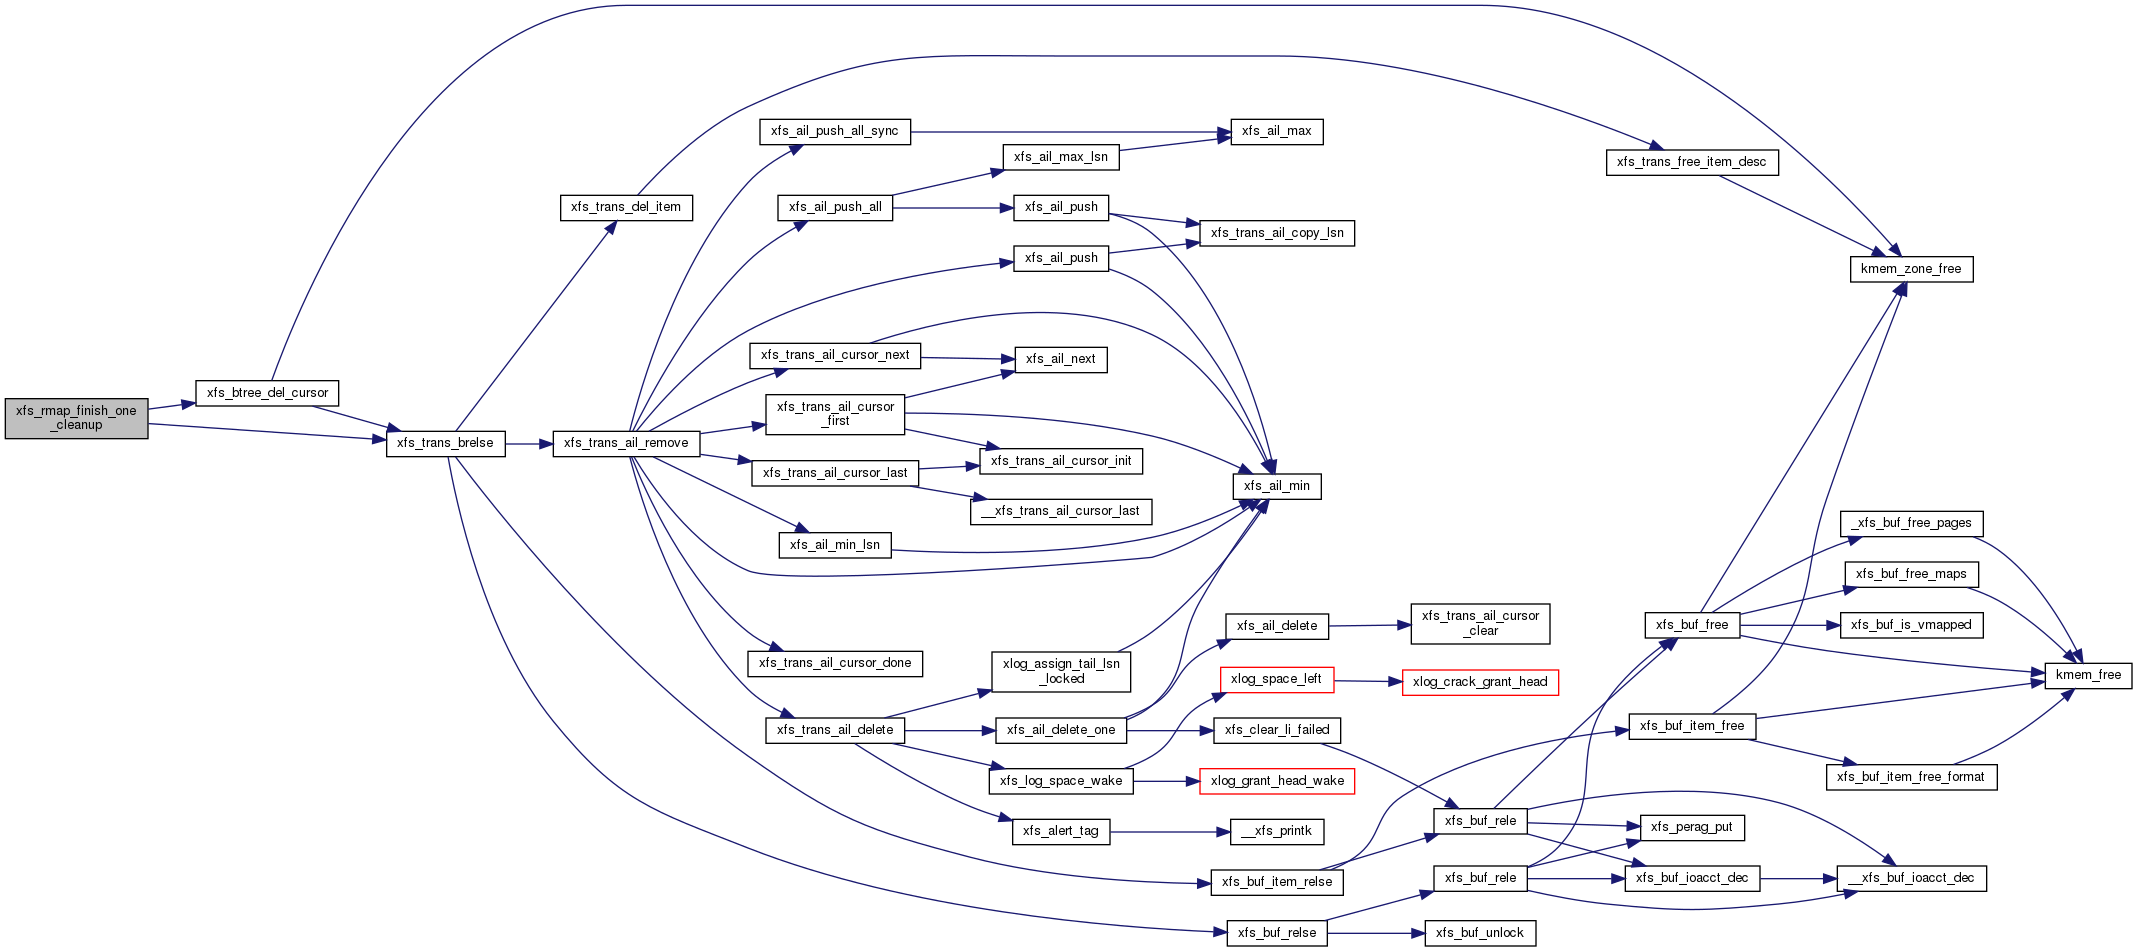 xfs_rmap_finish_one
_cleanup
xfs_btree_del_cursor
xfs_trans_brelse
xfs_trans_del_item
xfs_trans_ail_remove
xfs_ail_push_all_sync
xfs_ail_push_all
xfs_trans_ail_cursor_next
xfs_trans_ail_cursor
_first
xfs_trans_ail_cursor_last
xfs_ail_min_lsn
xfs_trans_ail_cursor_done
xfs_trans_ail_delete
xfs_ail_max_lsn
xfs_ail_push
xfs_ail_push
xfs_ail_next
xfs_trans_ail_cursor_init
__xfs_trans_ail_cursor_last
xlog_assign_tail_lsn
_locked
xfs_ail_delete_one
xfs_log_space_wake
xfs_alert_tag
xfs_ail_max
xfs_trans_ail_copy_lsn
xfs_ail_min
xfs_ail_delete
xlog_space_left
xfs_clear_li_failed
xlog_grant_head_wake
__xfs_printk
xfs_buf_item_relse
xfs_buf_relse
xfs_trans_ail_cursor
_clear
xlog_crack_grant_head
xfs_buf_rele
xfs_buf_rele
xfs_buf_unlock
xfs_trans_free_item_desc
xfs_buf_free
xfs_buf_item_free
xfs_perag_put
xfs_buf_ioacct_dec
kmem_zone_free
_xfs_buf_free_pages
xfs_buf_free_maps
xfs_buf_is_vmapped
xfs_buf_item_free_format
__xfs_buf_ioacct_dec
kmem_free